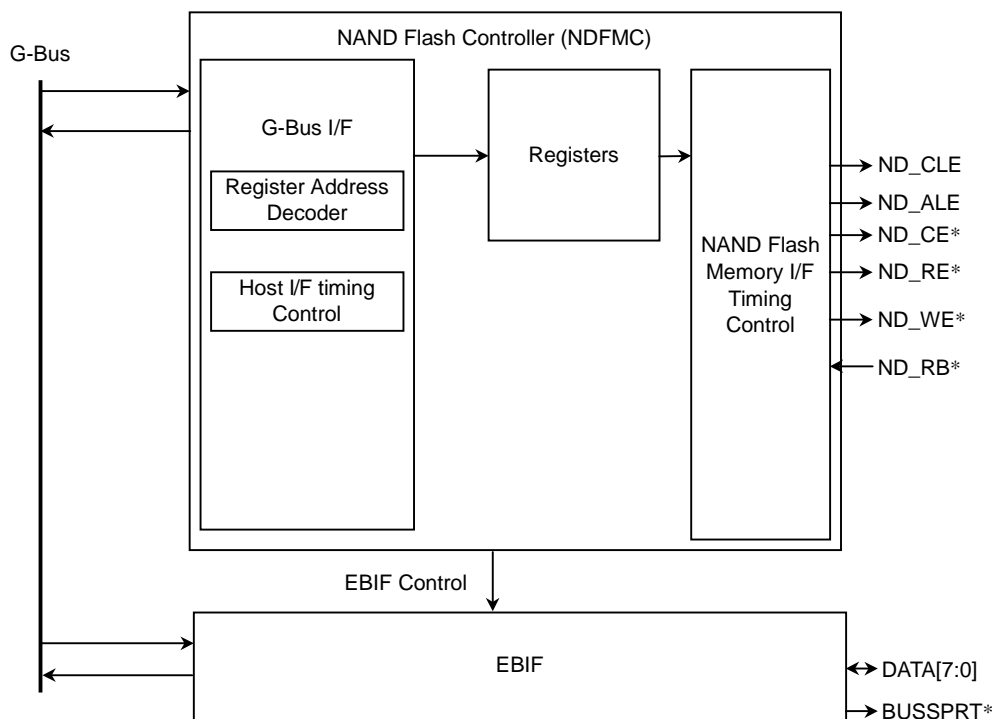 NAND Flash Controller (NDFMC)
G-Bus
G-Bus I/F
Register Address
Decoder
Host I/F timing
Control
Registers
NAND Flash
Memory I/F
Timing
Control
ND_CLE
ND_ALE
ND_CE*
ND_RE*
ND_WE*
ND_RB*
EBIF Control
EBIF
DATA[7:0]
BUSSPRT*